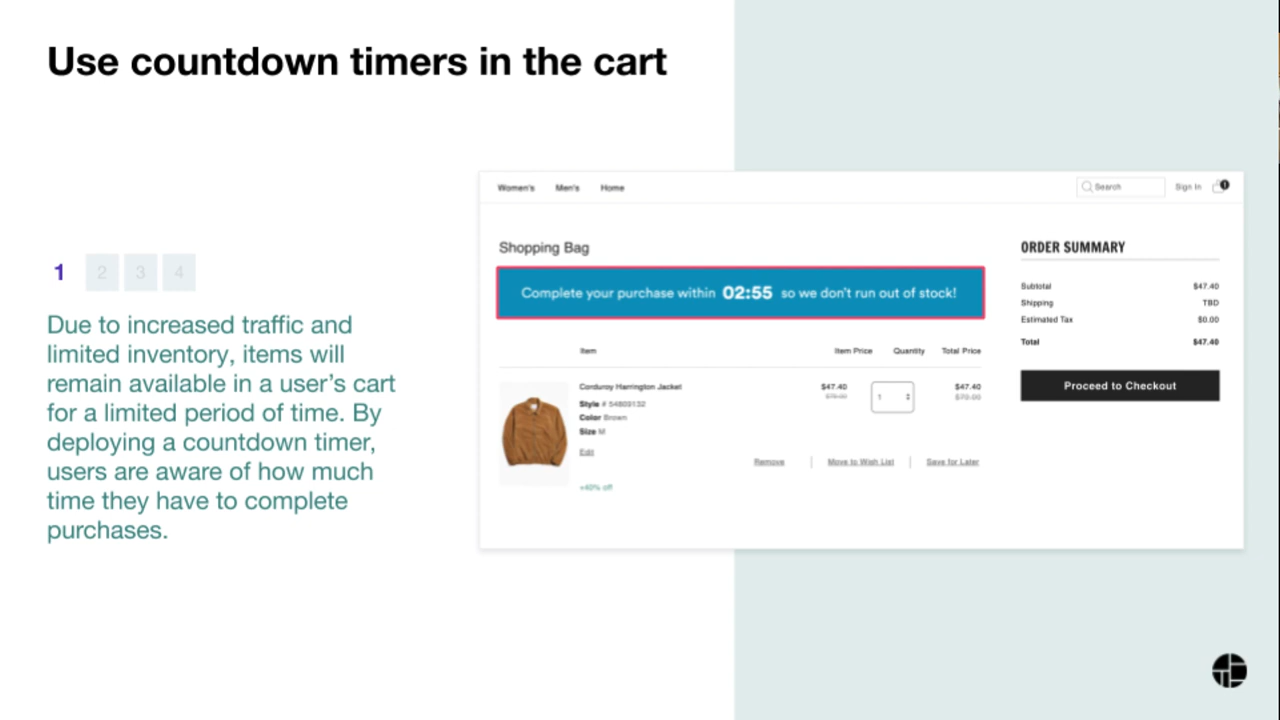 Use countdown timers in the cart
1 2 3 4
Due to increased traffic and
limited inventory, items will
remain available in a user's cart
for a limited period of time. By
deploying a countdown timer,
users are aware of how much
time they have to complete
purchases.
Women's Men's Home
Search Sign In 1
Shopping Bag
Complete your purchase within 02:55 so we don't run out of stock!
Item Item Price Quantity Total Price
Corduroy Harrington Jacket $47.40 1 $47.40
$79.00 $79.00
Style # 54809132
Color Brown
Size M
Edit
Remove | Move to Wish List | Save for Later
+40% off
ORDER SUMMARY
Subtotal $47.40
Shipping TBD
Estimated Tax $0.00
Total $47.40
Proceed to Checkout